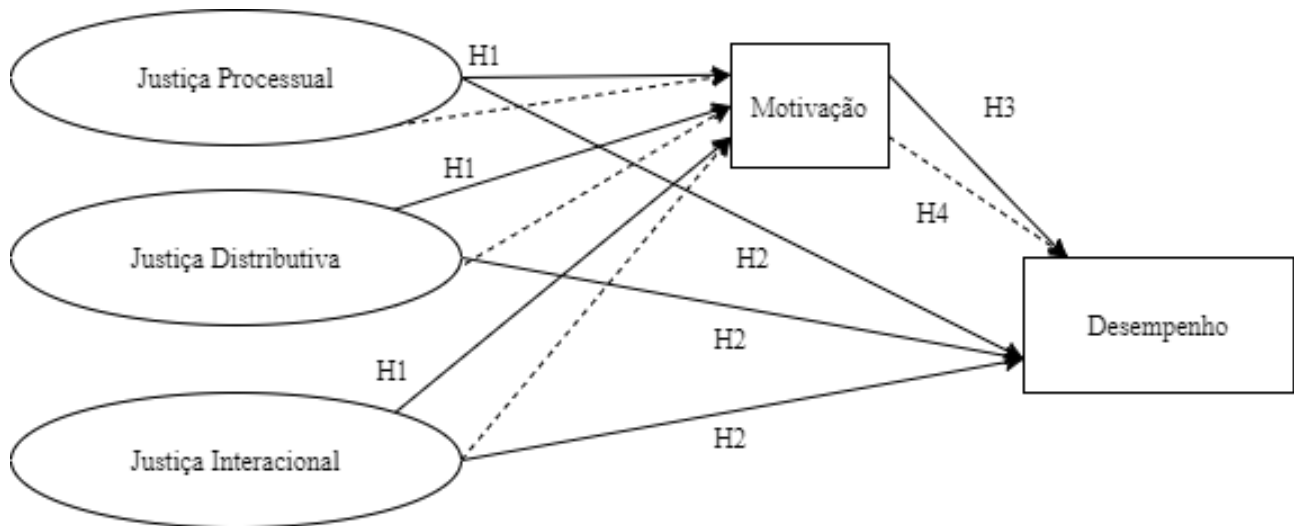 H1
Justiça Processual
Motivação
H3
H1
H4
Justiça Distributiva
H2
Desempenho
H2
H1
H2
Justiça Interacional